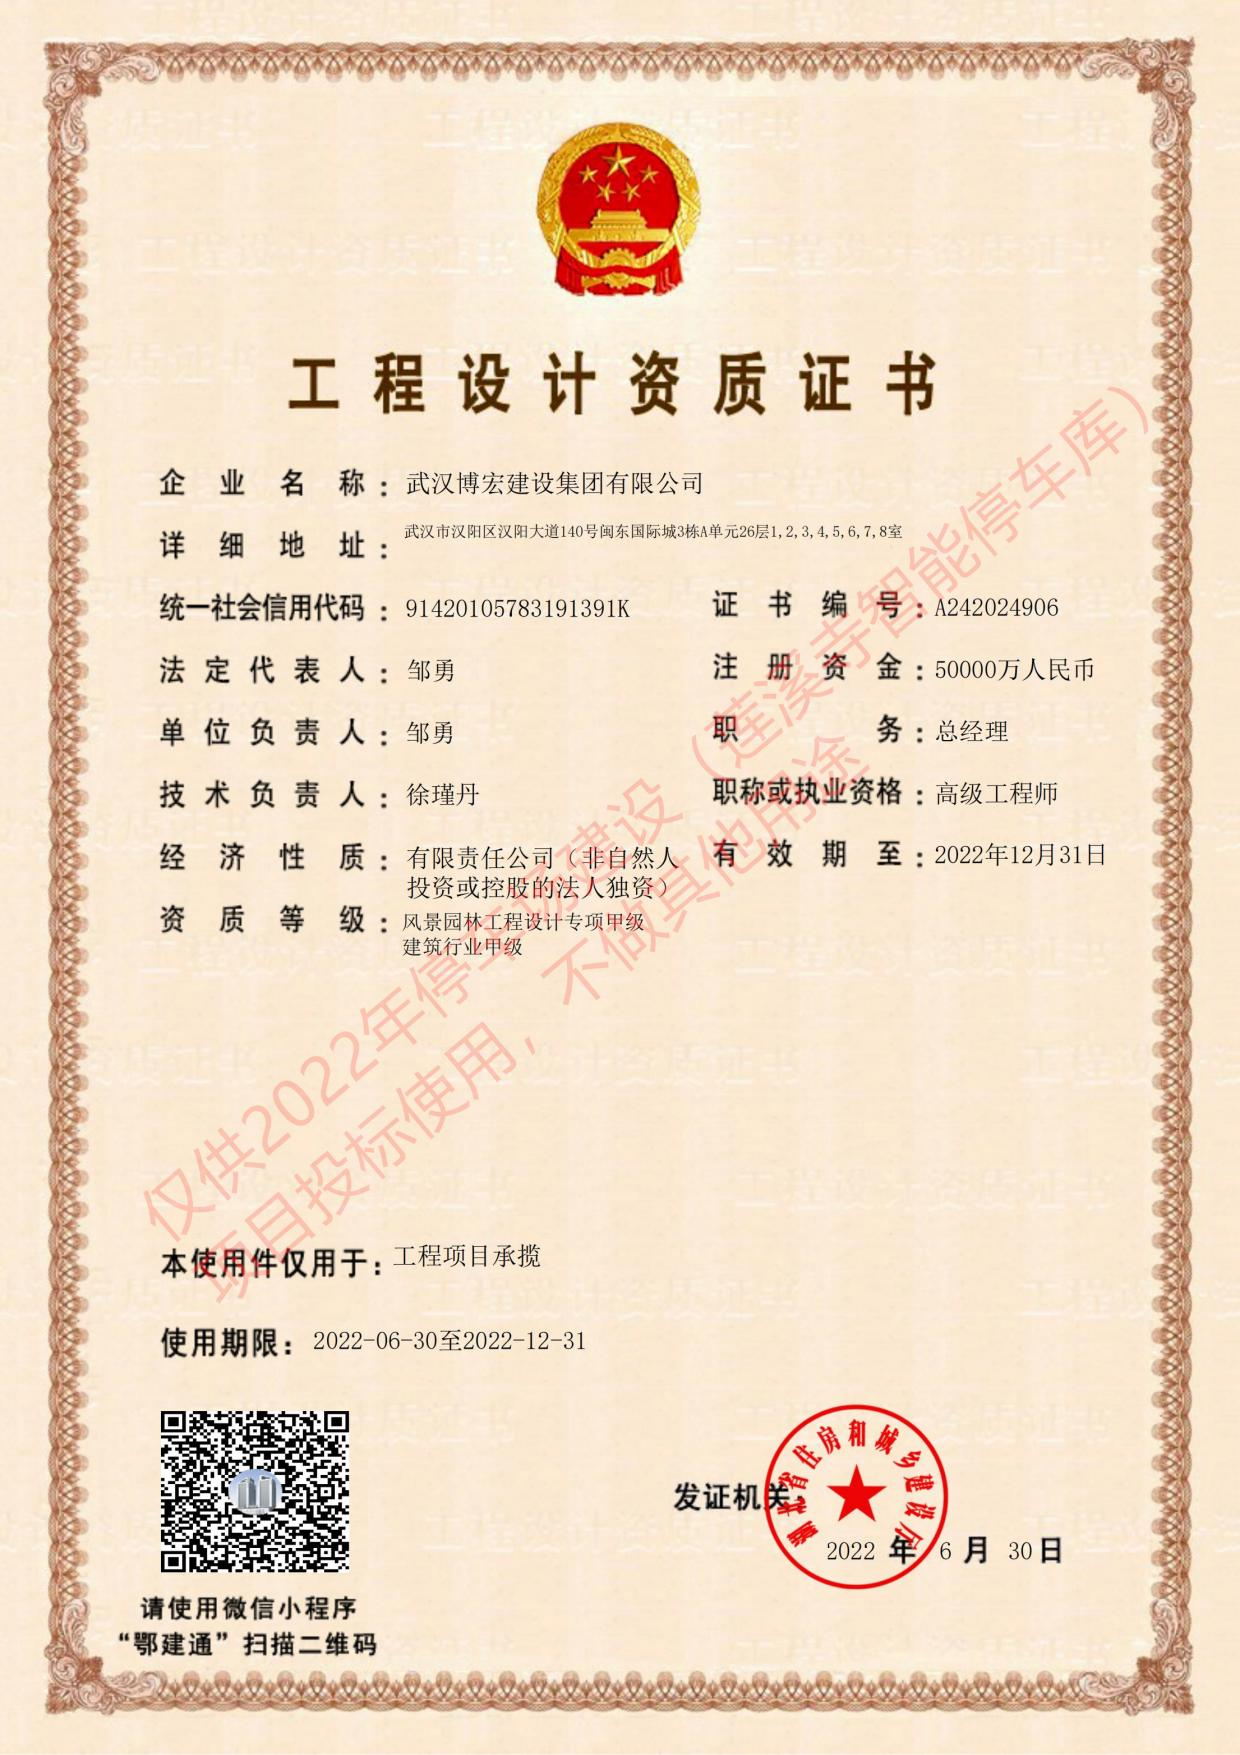 工程设计资质证书
企业名称：武汉博宏建设集团有限公司
详细地址：武汉市汉阳区汉阳大道140号闽东国际城3栋A单元26层1,2,3,4,5,6,7,8室
统一社会信用代码：91420105783191391K 证书编号：A242024906
法定代表人：邹勇 注册资金：50000万人民币
单位负责人：邹勇 职务：总经理
技术负责人：徐瑾丹 职称或执业资格：高级工程师
经济性质：有限责任公司（非自然人 有效期至：2022年12月31日
投资或控股的法人独资）
资质等级：风景园林工程设计专项甲级
建筑行业甲级
仅供2022年停车场建设（莲溪寺智能停车库）
项目投标使用，不做其他用途
本使用件仅用于：工程项目承揽
使用期限：2022-06-30至2022-12-31
发证机关：
湖北省住房和城乡建设厅
2022 年 6 月 30 日
请使用微信小程序
“鄂建通”扫描二维码